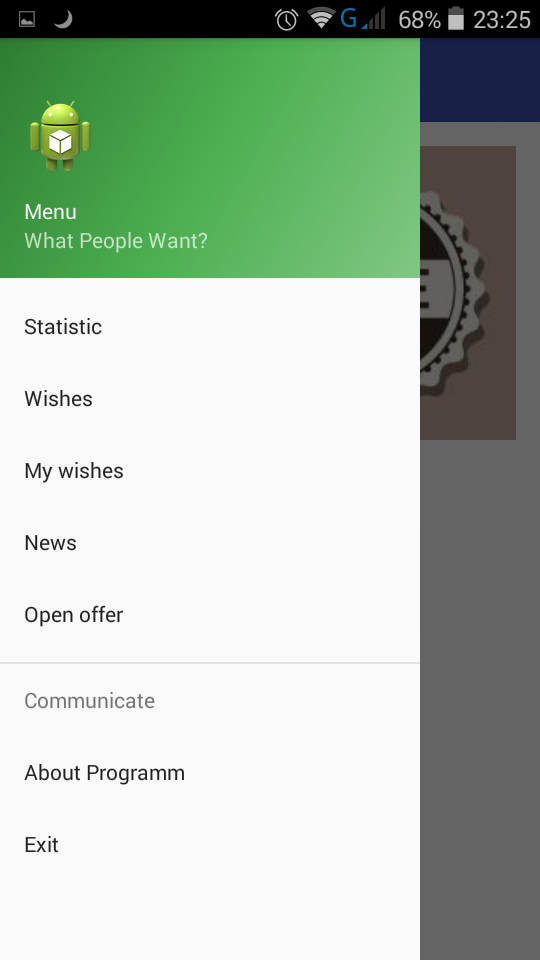 G 68% 23:25
Menu
What People Want?
Statistic
Wishes
My wishes
News
Open offer
Communicate
About Programm
Exit